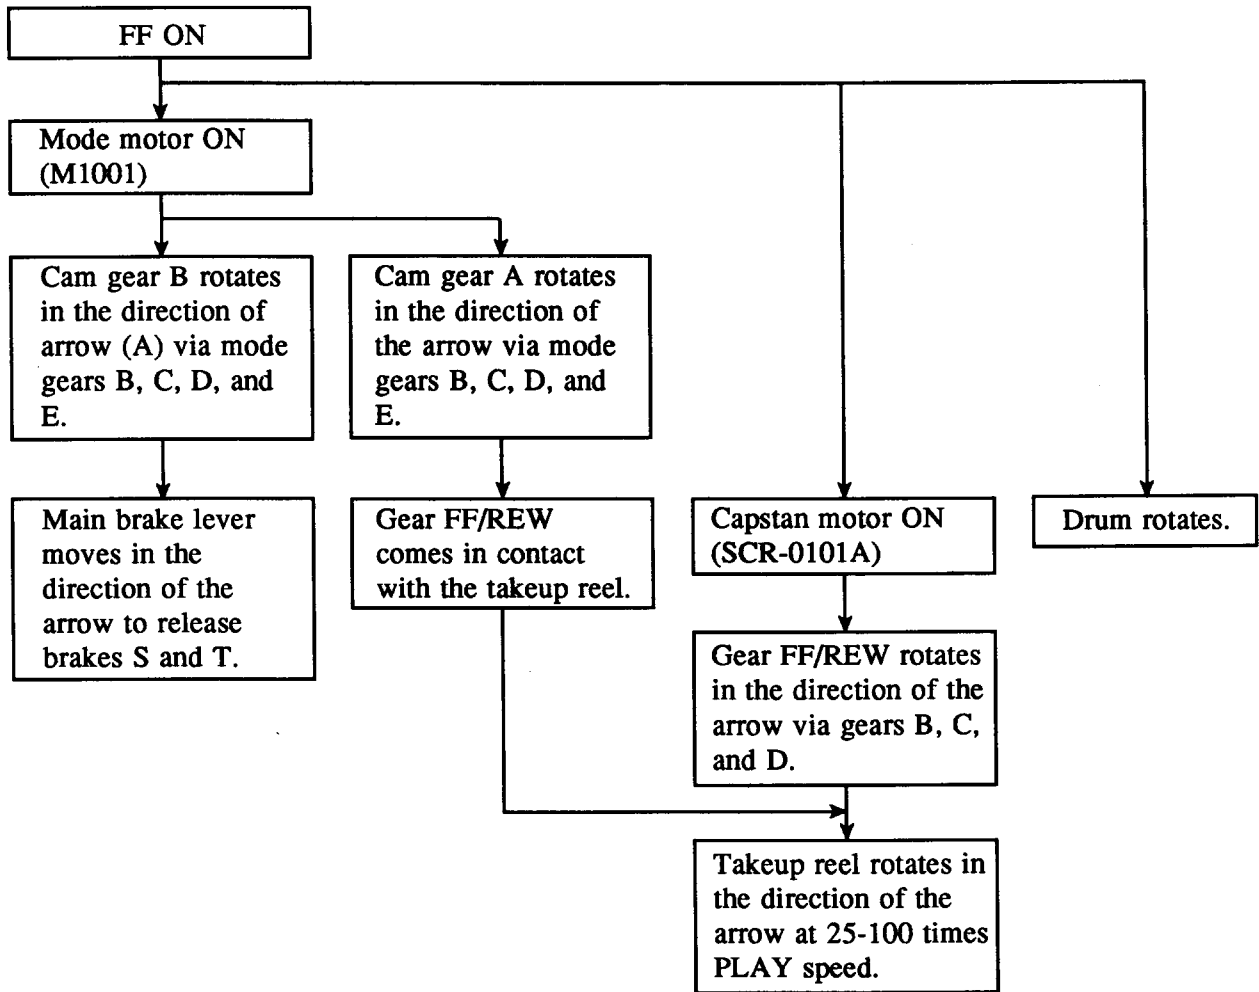 FF ON
Mode motor ON
(M1001)
Cam gear B rotates
in the direction of
arrow (A) via mode
gears B, C, D, and
E.
Cam gear A rotates
in the direction of
the arrow via mode
gears B, C, D, and
E.
Main brake lever
moves in the
direction of the
arrow to release
brakes S and T.
Gear FF/REW
comes in contact
with the takeup reel.
Capstan motor ON
(SCR-0101A)
Drum rotates.
Gear FF/REW rotates
in the direction of the
arrow via gears B, C,
and D.
Takeup reel rotates in
the direction of the
arrow at 25-100 times
PLAY speed.